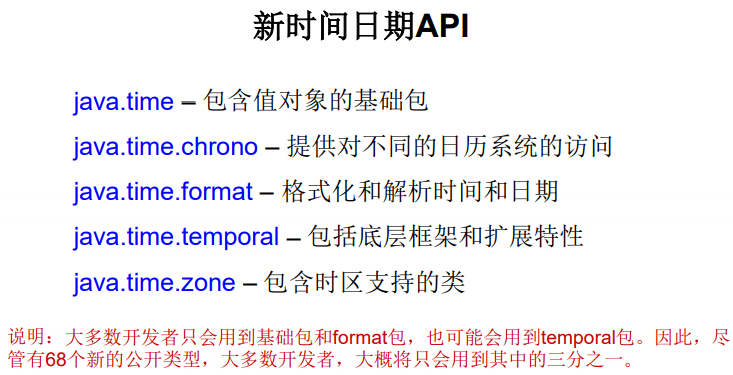 新时间日期API
java.time – 包含值对象的基础包
java.time.chrono – 提供对不同的日历系统的访问
java.time.format – 格式化和解析时间和日期
java.time.temporal – 包括底层框架和扩展特性
java.time.zone – 包含时区支持的类
说明：大多数开发者只会用到基础包和format包，也可能会用到temporal包。因此，尽
管有68个新的公开类型，大多数开发者，大概将只会用到其中的三分之一。